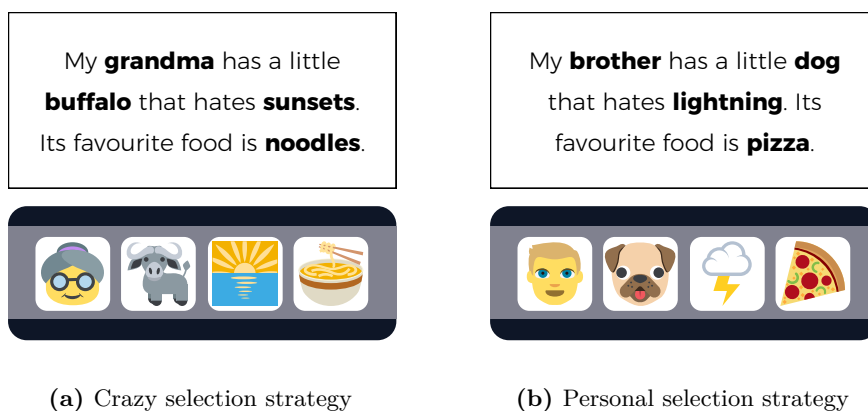 My grandma has a little
buffalo that hates sunsets.
Its favourite food is noodles.
My brother has a little dog
that hates lightning. Its
favourite food is pizza.
(a) Crazy selection strategy
(b) Personal selection strategy